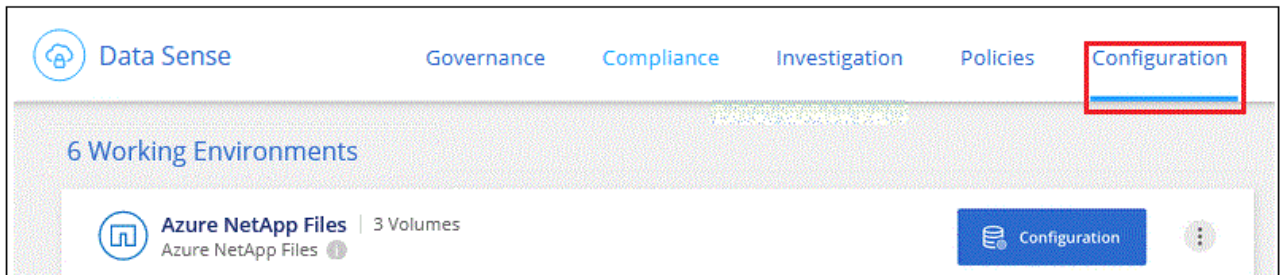 Data Sense Governance Compliance Investigation Policies Configuration
6 Working Environments
Azure NetApp Files | 3 Volumes
Azure NetApp Files
Configuration